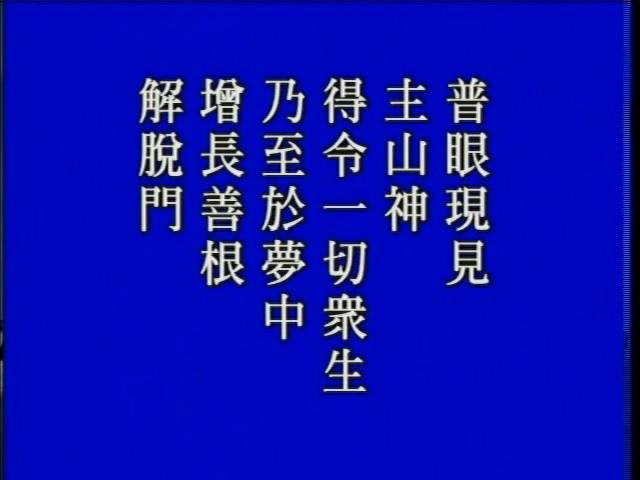 普眼現見
主山神
得令一切衆生
乃至於夢中
增長善根
解脫門